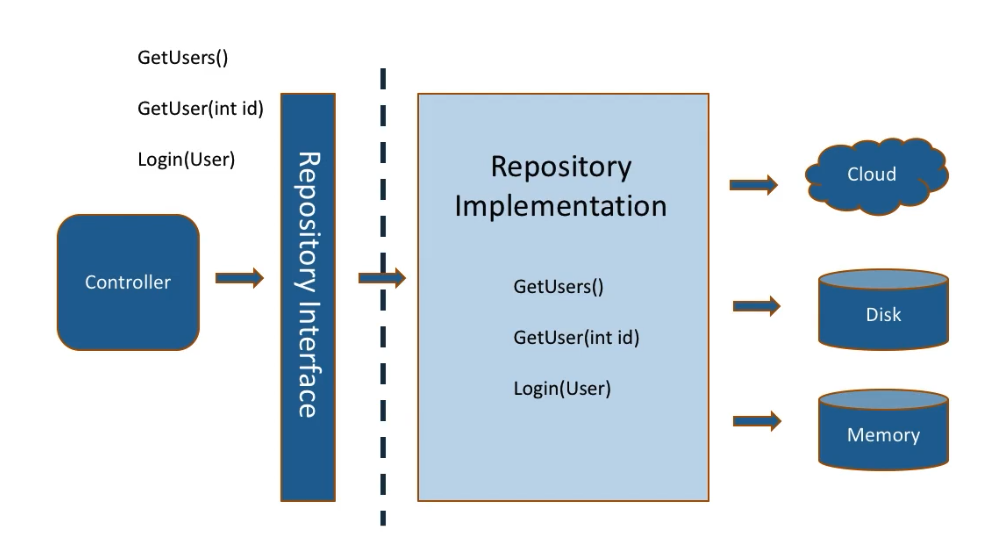 GetUsers()
GetUser(int id)
Login(User)
Controller
Repository Interface
Repository
Implementation
GetUsers()
GetUser(int id)
Login(User)
Cloud
Disk
Memory